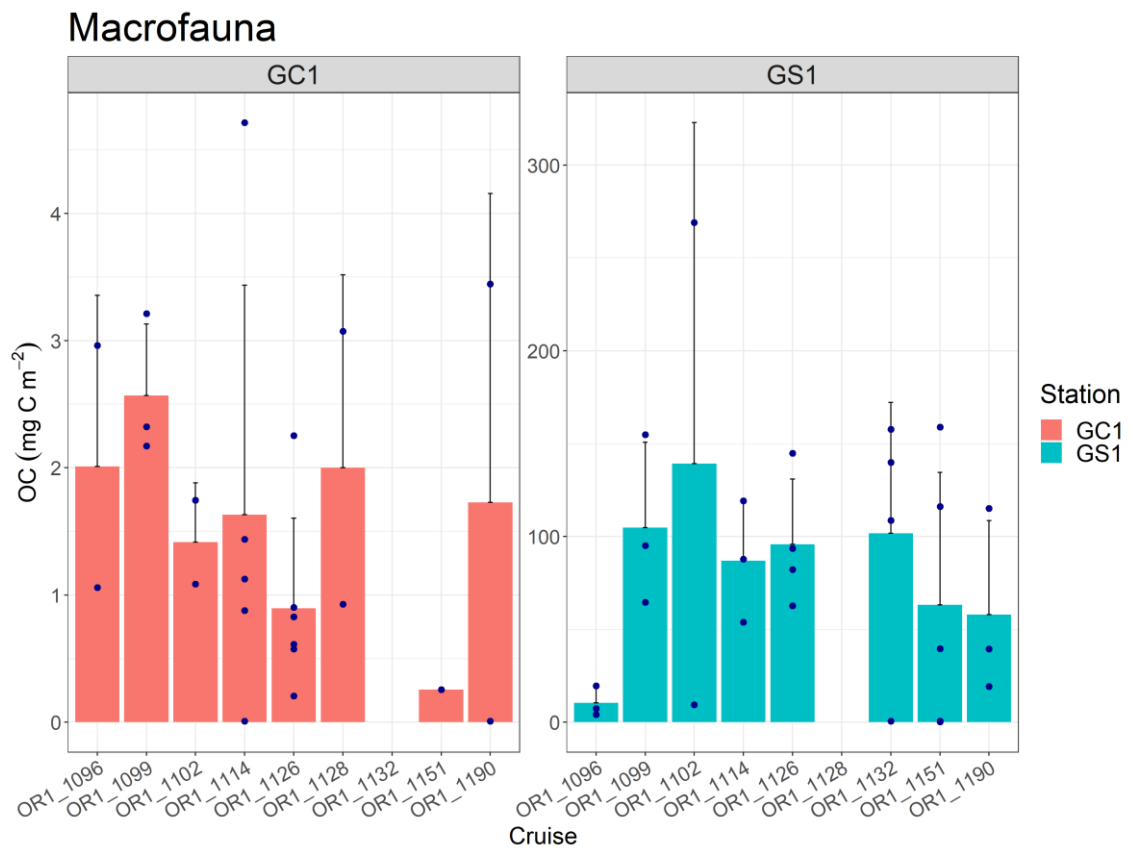 Macrofauna
GC1
GS1
OC (mg C m⁻²)
4
3
2
1
0
300
200
100
0
OR1_1096
OR1_1099
OR1_1102
OR1_1114
OR1_1126
OR1_1128
OR1_1132
OR1_1151
OR1_1190
OR1_1096
OR1_1099
OR1_1102
OR1_1114
OR1_1126
OR1_1128
OR1_1132
OR1_1151
OR1_1190
Cruise
Station
GC1
GS1